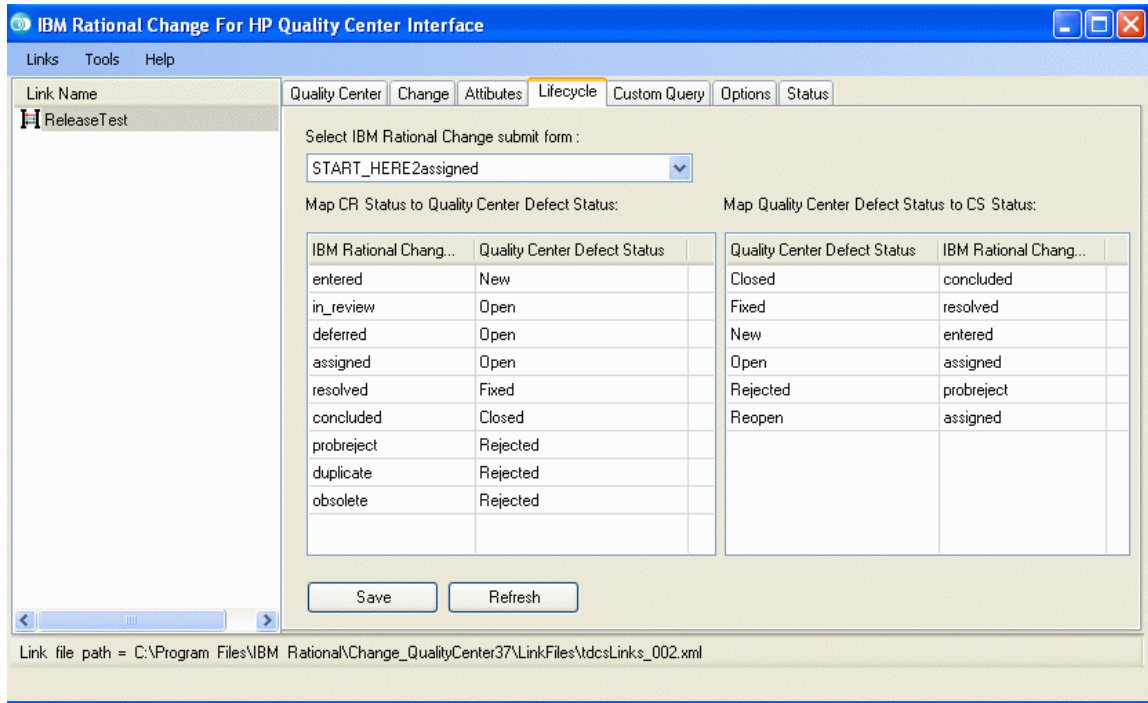 IBM Rational Change For HP Quality Center Interface
Links Tools Help
Link Name
ReleaseTest
Quality Center Change Attibutes Lifecycle Custom Query Options Status
Select IBM Rational Change submit form :
START_HERE2assigned
Map CR Status to Quality Center Defect Status:
IBM Rational Chang... Quality Center Defect Status
entered New
in_review Open
deferred Open
assigned Open
resolved Fixed
concluded Closed
probreject Rejected
duplicate Rejected
obsolete Rejected
Map Quality Center Defect Status to CS Status:
Quality Center Defect Status IBM Rational Chang...
Closed concluded
Fixed resolved
New entered
Open assigned
Rejected probreject
Reopen assigned
Save Refresh
Link file path = C:\Program Files\IBM Rational\Change_QualityCenter37\LinkFiles\tdcsLinks_002.xml